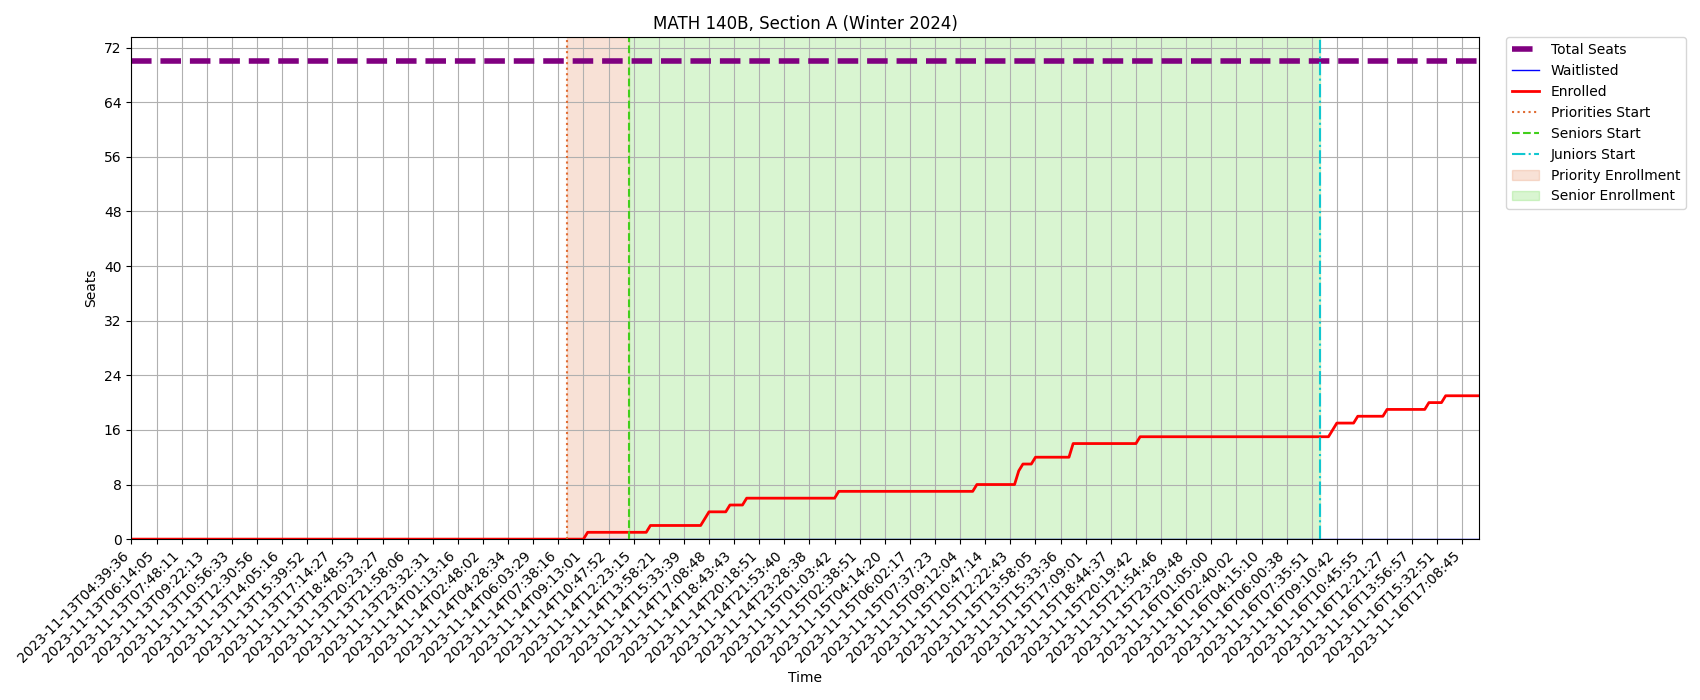 MATH 140B, Section A (Winter 2024)
72
64
56
48
40
32
24
16
8
0
Seats
2023-11-13T04:39:36
2023-11-13T06:14:05
2023-11-13T07:48:11
2023-11-13T09:22:13
2023-11-13T10:56:33
2023-11-13T12:30:56
2023-11-13T14:05:16
2023-11-13T15:39:52
2023-11-13T17:14:27
2023-11-13T18:48:53
2023-11-13T20:23:27
2023-11-13T21:58:06
2023-11-13T23:32:31
2023-11-14T01:13:16
2023-11-14T02:48:02
2023-11-14T04:28:34
2023-11-14T06:03:29
2023-11-14T07:38:16
2023-11-14T09:13:01
2023-11-14T10:47:52
2023-11-14T12:23:15
2023-11-14T13:58:21
2023-11-14T15:33:39
2023-11-14T17:08:48
2023-11-14T18:43:43
2023-11-14T20:18:51
2023-11-14T21:53:40
2023-11-14T23:28:38
2023-11-15T01:03:42
2023-11-15T02:38:51
2023-11-15T04:14:20
2023-11-15T06:02:17
2023-11-15T07:37:23
2023-11-15T09:12:04
2023-11-15T10:47:14
2023-11-15T12:22:43
2023-11-15T13:58:05
2023-11-15T15:33:36
2023-11-15T17:09:01
2023-11-15T18:44:37
2023-11-15T20:19:42
2023-11-15T21:54:46
2023-11-15T23:29:48
2023-11-16T01:05:00
2023-11-16T02:40:02
2023-11-16T04:15:10
2023-11-16T06:00:38
2023-11-16T07:35:51
2023-11-16T09:10:42
2023-11-16T10:45:55
2023-11-16T12:21:27
2023-11-16T13:56:57
2023-11-16T15:32:51
2023-11-16T17:08:45
Time
Total Seats
Waitlisted
Enrolled
Priorities Start
Seniors Start
Juniors Start
Priority Enrollment
Senior Enrollment